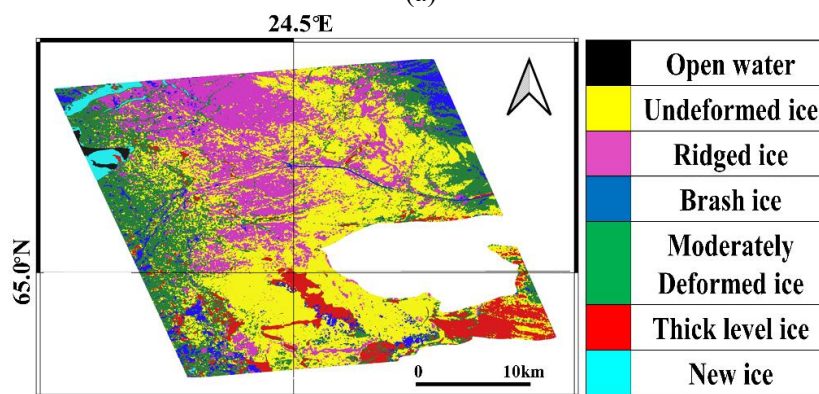 24.5°E
65.0°N
0 10km
Open water
Undeformed ice
Ridged ice
Brash ice
Moderately
Deformed ice
Thick level ice
New ice